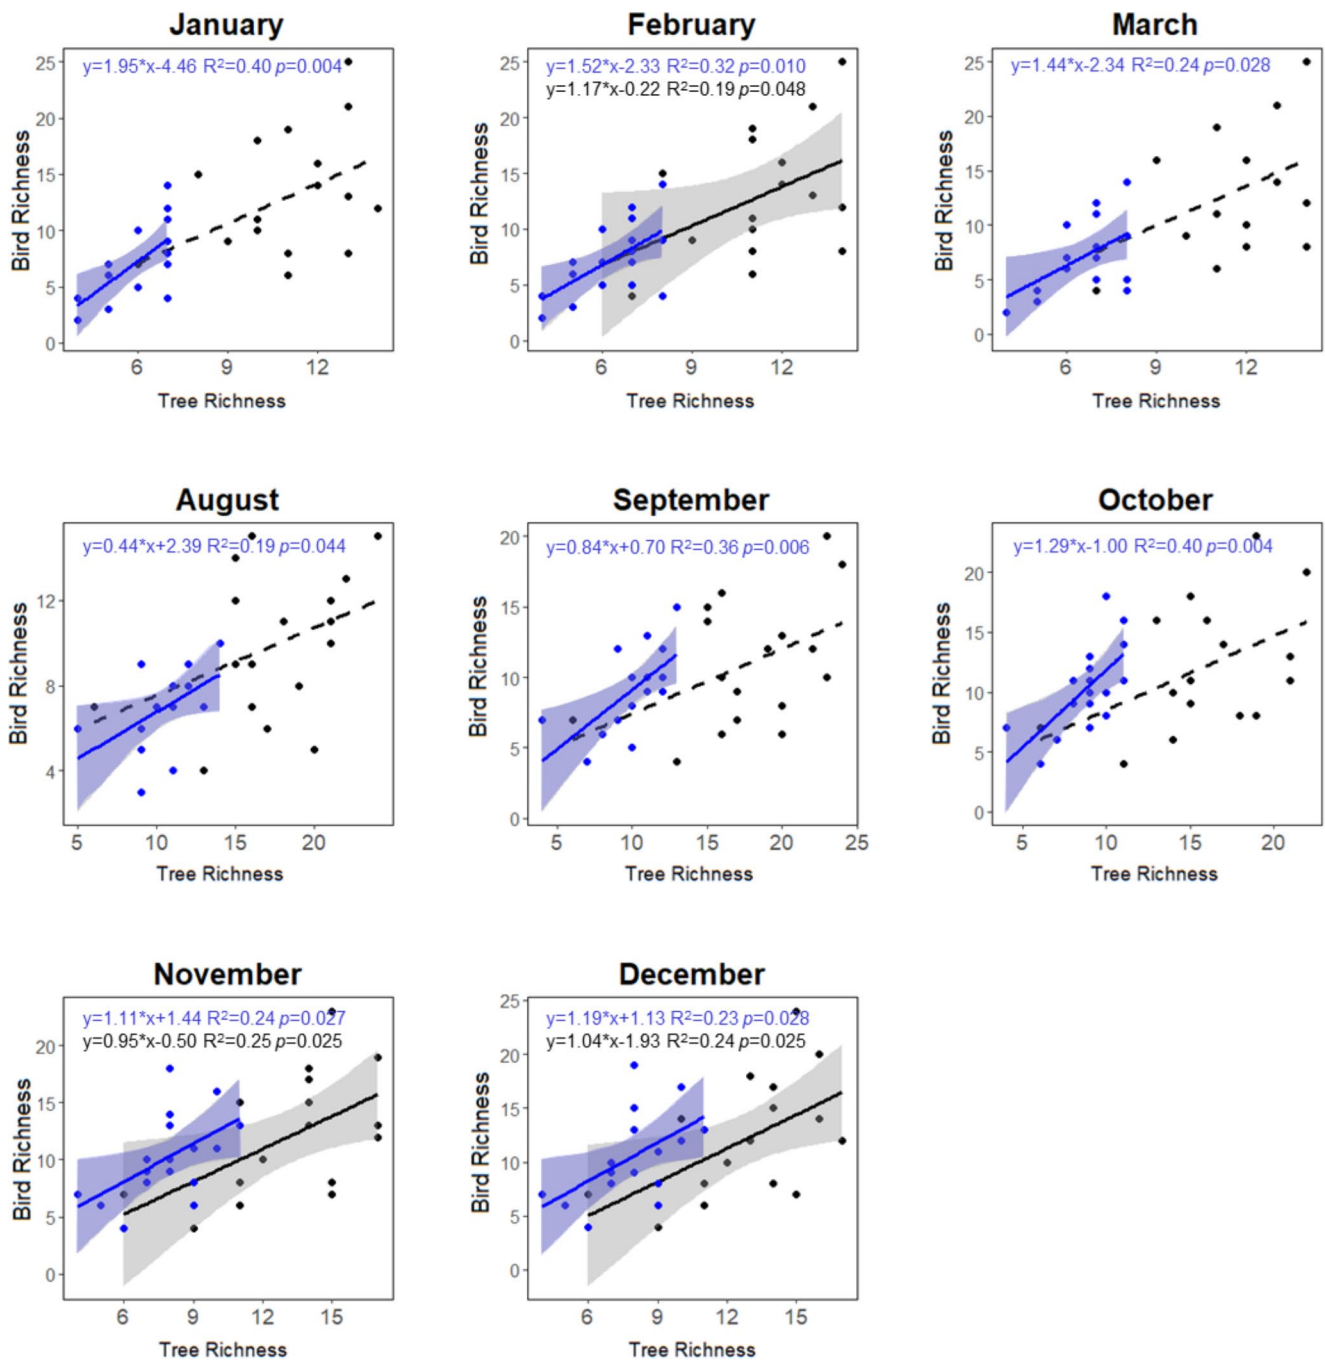 January February March
y=1.95*x-4.46 R²=0.40 p=0.004
y=1.52*x-2.33 R²=0.32 p=0.010
y=1.17*x-0.22 R²=0.19 p=0.048
y=1.44*x-2.34 R²=0.24 p=0.028
Bird Richness
25
20
15
10
5
0
6 9 12
Tree Richness
Bird Richness
25
20
15
10
5
0
6 9 12
Tree Richness
Bird Richness
25
20
15
10
5
0
6 9 12
Tree Richness
August September October
y=0.44*x+2.39 R²=0.19 p=0.044
y=0.84*x+0.70 R²=0.36 p=0.006
y=1.29*x-1.00 R²=0.40 p=0.004
Bird Richness
12
8
4
5 10 15 20
Tree Richness
Bird Richness
20
15
10
5
0
5 10 15 20 25
Tree Richness
Bird Richness
20
15
10
5
0
5 10 15 20
Tree Richness
November December
y=1.11*x+1.44 R²=0.24 p=0.027
y=0.95*x-0.50 R²=0.25 p=0.025
y=1.19*x+1.13 R²=0.23 p=0.028
y=1.04*x-1.93 R²=0.24 p=0.025
Bird Richness
20
15
10
5
0
6 9 12 15
Tree Richness
Bird Richness
25
20
15
10
5
0
6 9 12 15
Tree Richness